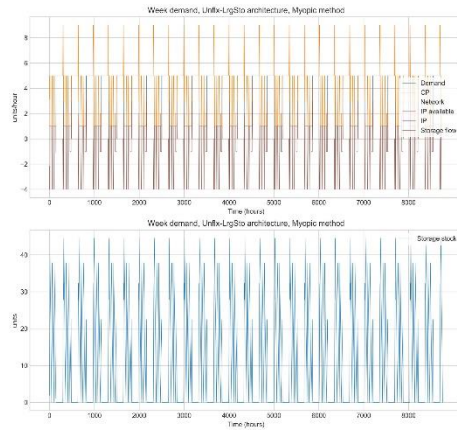 Week demand, Unflx-LrgSto architecture, Myopic method
8
6
4
2
0
-2
-4
units/hour
Demand
CP
Network
IP available
IP
Storage flow
0 1000 2000 3000 4000 5000 6000 7000 8000
Time (hours)
Week demand, Unflx-LrgSto architecture, Myopic method
Storage stock
40
30
20
10
0
units
0 1000 2000 3000 4000 5000 6000 7000 8000
Time (hours)